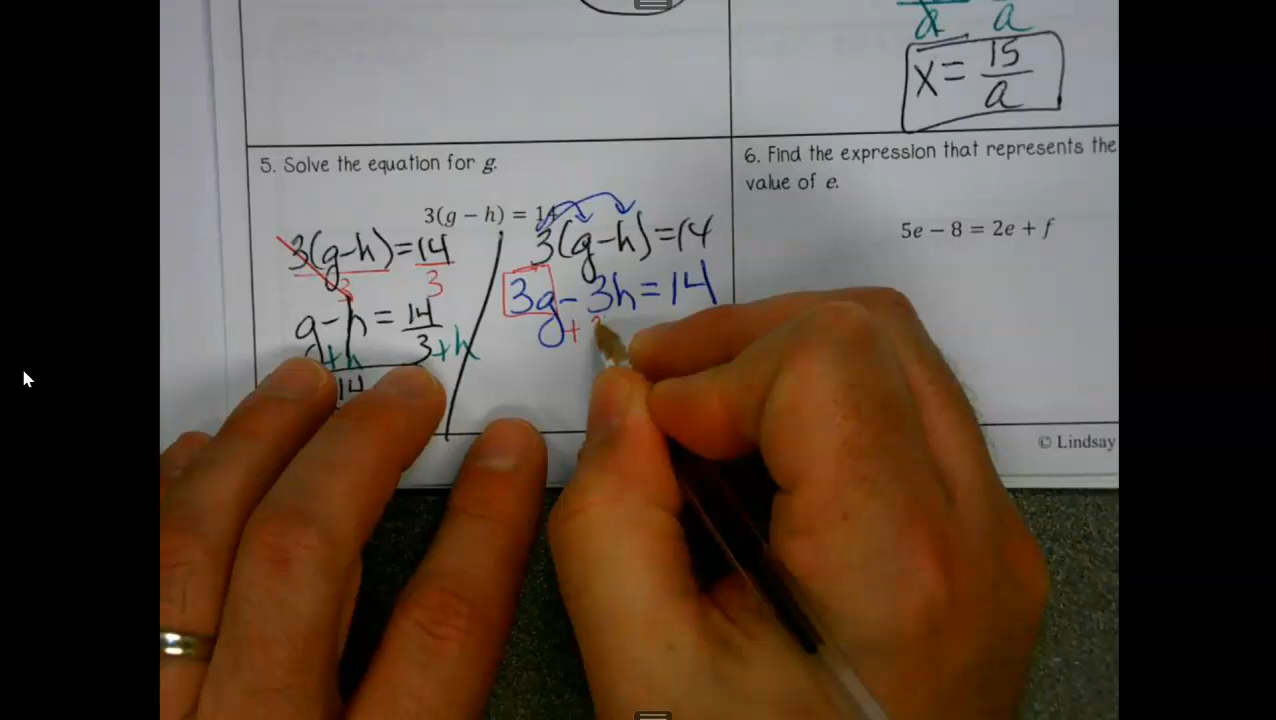 a a
x = 15/a
5. Solve the equation for g.
3(g – h) = 14
3(g-h) = 14
3 3
g-h = 14/3
+h +h
14
3(g-h) = 14
3g - 3h = 14
+
6. Find the expression that represents the
value of e.
5e – 8 = 2e + f
© Lindsay